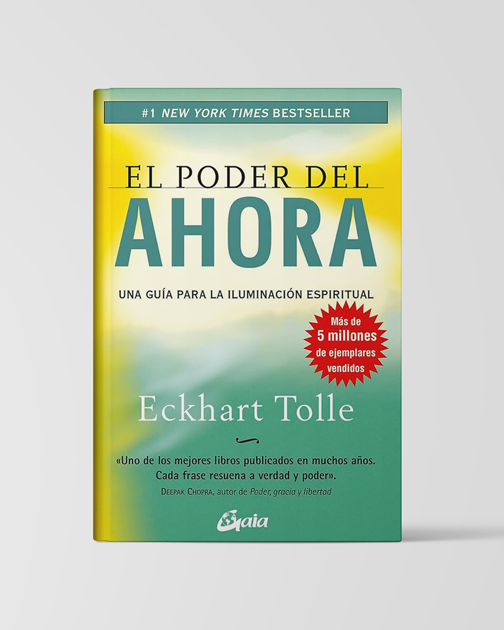 #1 NEW YORK TIMES BESTSELLER
EL PODER DEL
AHORA
UNA GUÍA PARA LA ILUMINACIÓN ESPIRITUAL
Más de
5 millones
de ejemplares
vendidos
Eckhart Tolle
«Uno de los mejores libros publicados en muchos años.
Cada frase resuena a verdad y poder».
DEEPAK CHOPRA, autor de Poder, gracia y libertad
Gaia